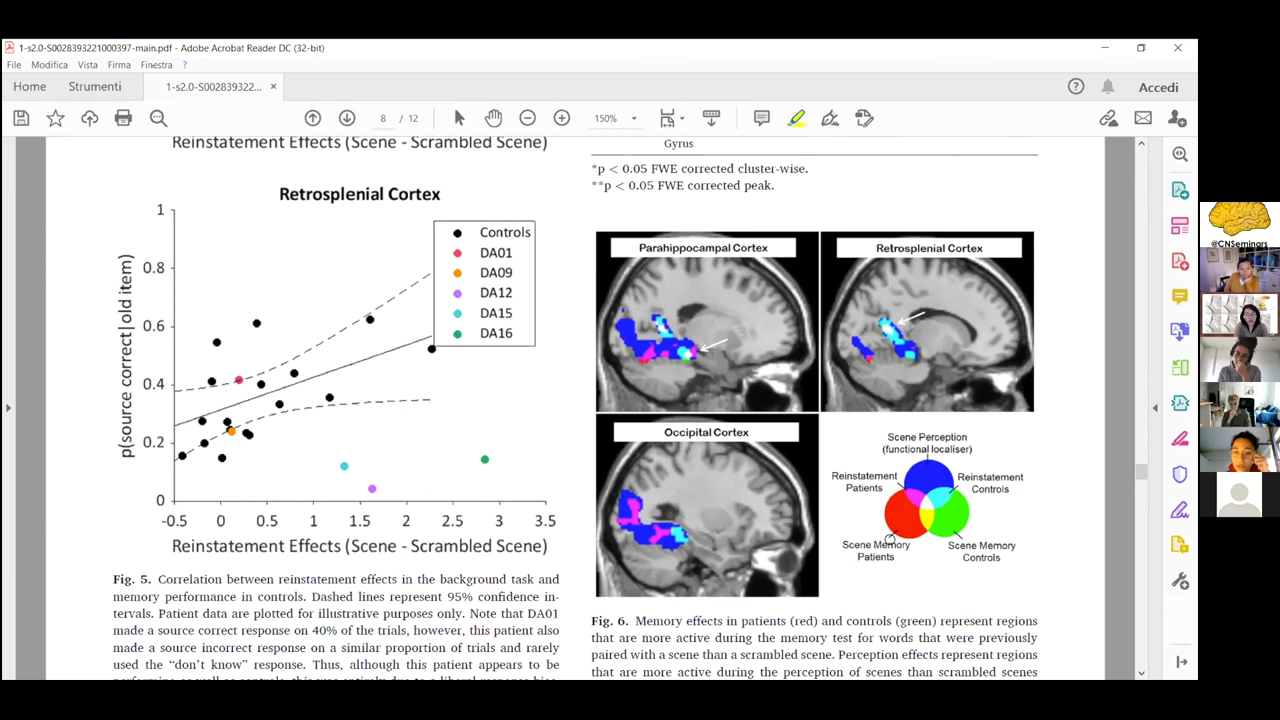 1-s2.0-S0028393221000397-main.pdf - Adobe Acrobat Reader DC (32-bit)
File Modifica Vista Firma Finestra ?
Home Strumenti 1-s2.0-S002839322... × Accedi
8 / 12 150%
Reinstatement Effects (Scene - Scrambled Scene)
Retrosplenial Cortex
1
0.8
0.6
0.4
0.2
0
p(source correct|old item)
Controls
DA01
DA09
DA12
DA15
DA16
-0.5 0 0.5 1 1.5 2 2.5 3 3.5
Reinstatement Effects (Scene - Scrambled Scene)
Fig. 5. Correlation between reinstatement effects in the background task and
memory performance in controls. Dashed lines represent 95% confidence in-
tervals. Patient data are plotted for illustrative purposes only. Note that DA01
made a source correct response on 40% of the trials, however, this patient also
made a source incorrect response on a similar proportion of trials and rarely
used the “don’t know” response. Thus, although this patient appears to be
Gyrus
*p < 0.05 FWE corrected cluster-wise.
**p < 0.05 FWE corrected peak.
Parahippocampal Cortex
Retrosplenial Cortex
Occipital Cortex
Scene Perception
(functional localiser)
Reinstatement
Patients
Reinstatement
Controls
Scene Memory
Patients
Scene Memory
Controls
Fig. 6. Memory effects in patients (red) and controls (green) represent regions
that are more active during the memory test for words that were previously
paired with a scene than a scrambled scene. Perception effects represent regions
that are more active during the perception of scenes than scrambled scenes
@CNSeminars